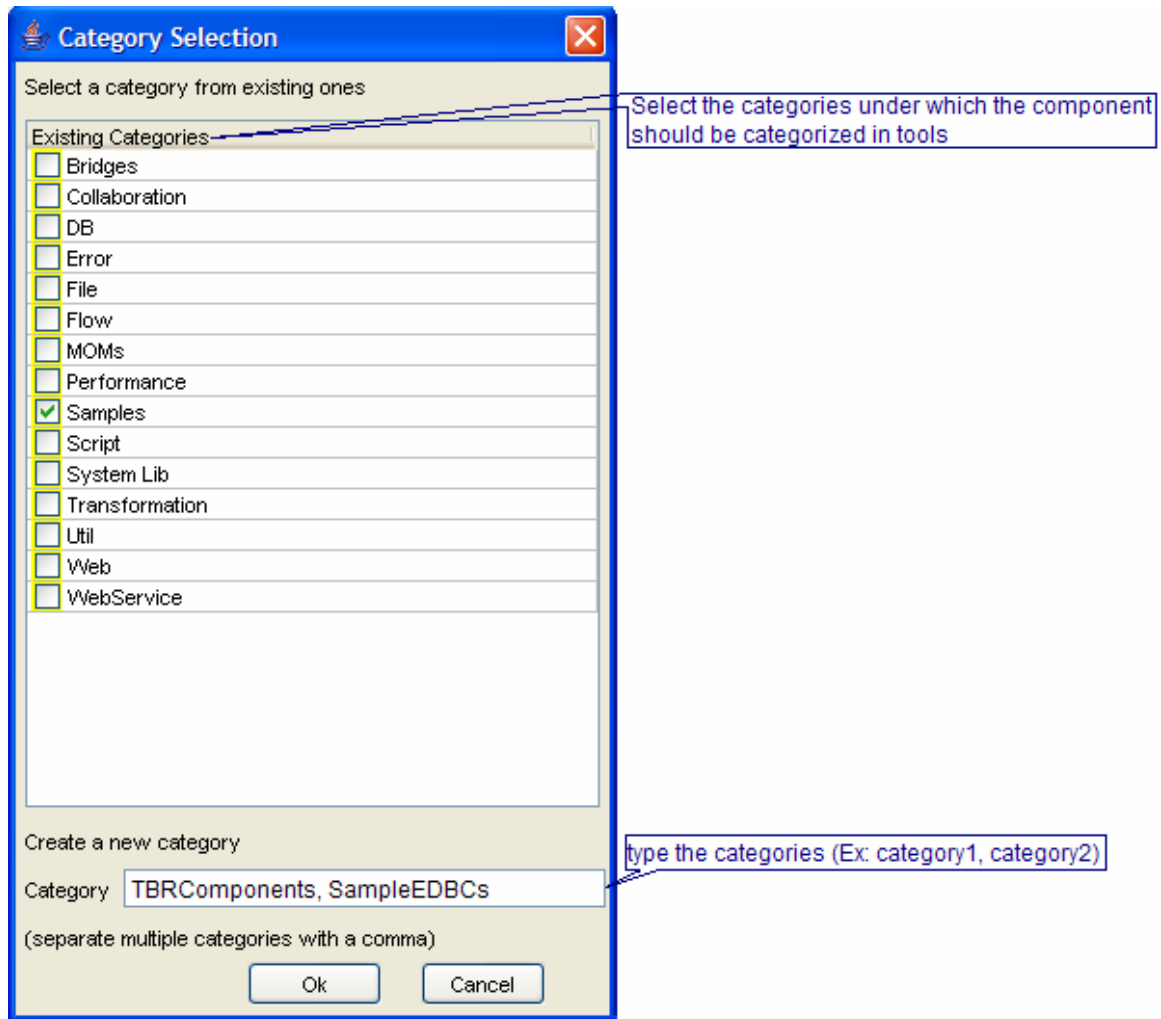 Category Selection
Select a category from existing ones
Select the categories under which the component
should be categorized in tools
Existing Categories
Bridges
Collaboration
DB
Error
File
Flow
MOMs
Performance
Samples
Script
System Lib
Transformation
Util
Web
WebService
Create a new category
type the categories (Ex: category1, category2)
Category TBRComponents, SampleEDBCs
(separate multiple categories with a comma)
Ok Cancel